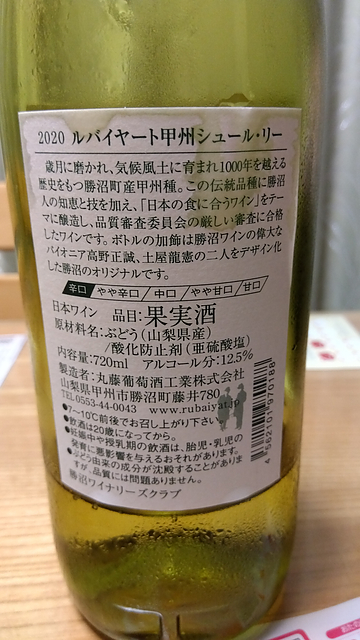 2020 ルバイヤート甲州シュール・リー
歳月に磨かれ、気候風土に育まれ1000年を越える
歴史をもつ勝沼町産甲州種。この伝統品種に勝沼
人の知恵と技を加え、「日本の食に合うワイン」をテー
マに醸造し、品質審査委員会の厳しい審査に合格
したワインです。ボトルの加飾は勝沼ワインの偉大な
パイオニア高野正誠、土屋龍憲の二人をデザイン化
した勝沼のオリジナルです。
辛口 / やや辛口 / 中口 / やや甘口 / 甘口
日本ワイン 品目:果実酒
原材料名:ぶどう(山梨県産)
/酸化防止剤(亜硫酸塩)
内容量:720ml アルコール分:12.5%
製造者:丸藤葡萄酒工業株式会社
山梨県甲州市勝沼町藤井780
TEL0553-44-0043 www.rubaiyat.jp
●7~10℃前後でお召し上がり下さい。
●飲酒は20歳になってから。
●妊娠中や授乳期の飲酒は、胎児・乳児の
発育に悪影響を与えるおそれがあります。
●ぶどう由来の成分が沈殿することがありま
すが、品質には問題ありません。
勝沼ワイナリーズクラブ
4 562101 970188